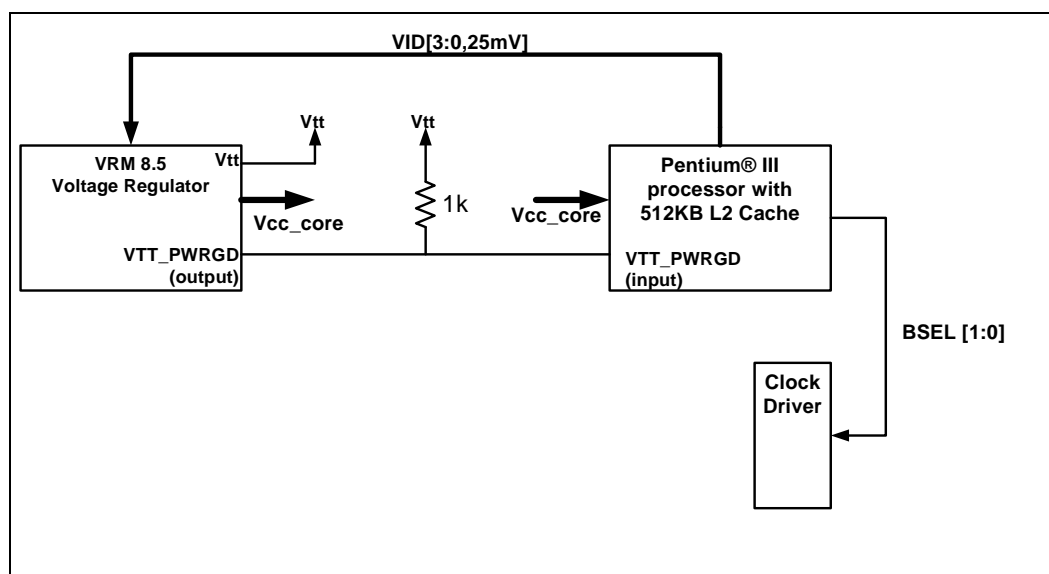 VID[3:0,25mV]
Vtt
Vtt
VRM 8.5
Voltage Regulator
Vtt
Vcc_core
VTT_PWRGD
(output)
1k
Vcc_core
Pentium® III
processor with
512KB L2 Cache
VTT_PWRGD
(input)
BSEL [1:0]
Clock
Driver